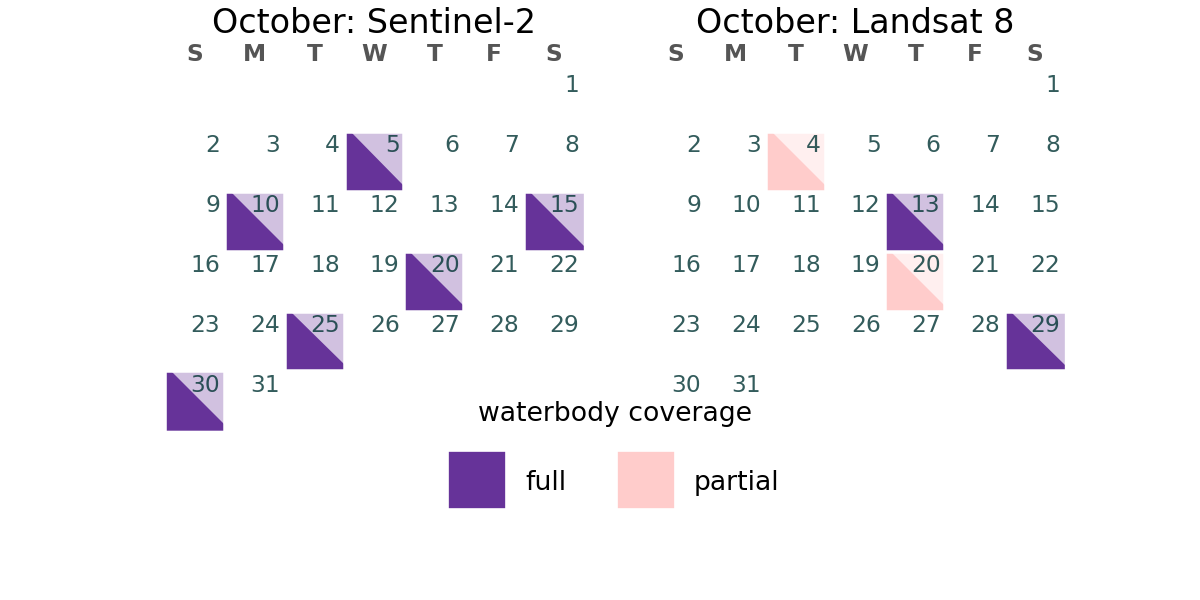 October: Sentinel-2
S M T W T F S
1
2 3 4 5 6 7 8
9 10 11 12 13 14 15
16 17 18 19 20 21 22
23 24 25 26 27 28 29
30 31
October: Landsat 8
S M T W T F S
1
2 3 4 5 6 7 8
9 10 11 12 13 14 15
16 17 18 19 20 21 22
23 24 25 26 27 28 29
30 31
waterbody coverage
full partial